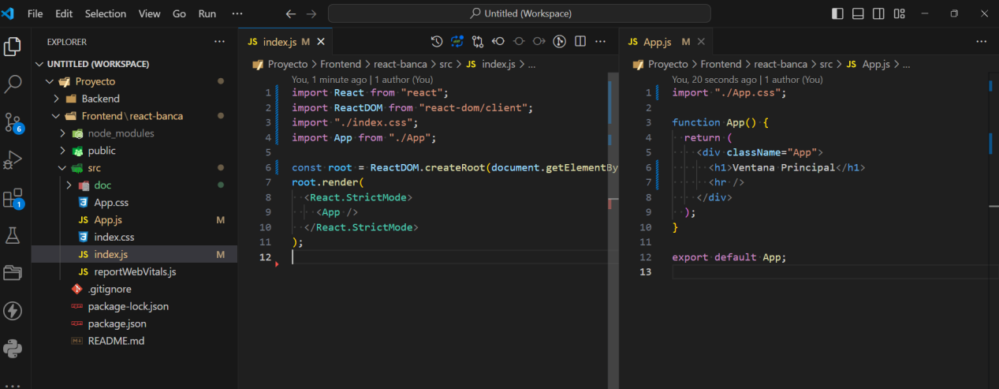 File Edit Selection View Go Run ··· Untitled (Workspace)
EXPLORER ···
UNTITLED (WORKSPACE)
Proyecto
Backend
Frontend\react-banca
node_modules
public
src
doc
App.css
JS App.js M
index.css
JS index.js M
JS reportWebVitals.js
.gitignore
package-lock.json
package.json
README.md
6
1
JS index.js M
Proyecto > Frontend > react-banca > src > JS index.js > ...
You, 1 minute ago | 1 author (You)
1 import React from "react";
2 import ReactDOM from "react-dom/client";
3 import "./index.css";
4 import App from "./App";
5
6 const root = ReactDOM.createRoot(document.getElementBy
7 root.render(
8   <React.StrictMode>
9     <App />
10   </React.StrictMode>
11 );
12
JS App.js M
Proyecto > Frontend > react-banca > src > JS App.js > ...
You, 20 seconds ago | 1 author (You)
1 import "./App.css";
2
3 function App() {
4   return (
5     <div className="App">
6       <h1>Ventana Principal</h1>
7       <hr />
8     </div>
9   );
10 }
11
12 export default App;
13